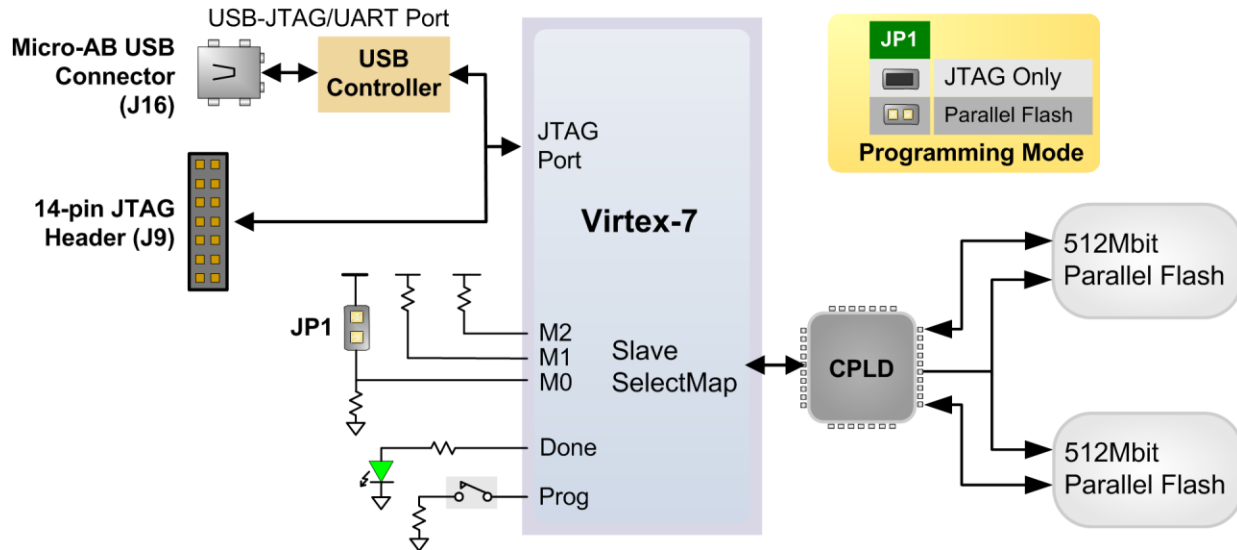 USB-JTAG/UART Port
Micro-AB USB
Connector
(J16)
USB
Controller
JTAG
Port
14-pin JTAG
Header (J9)
Virtex-7
JP1
M2
M1
M0
Slave
SelectMap
Done
Prog
JP1
JTAG Only
Parallel Flash
Programming Mode
CPLD
512Mbit
Parallel Flash
512Mbit
Parallel Flash